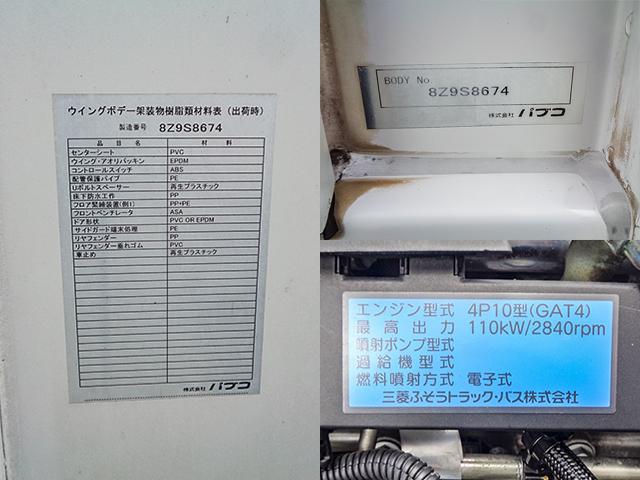 ウイングボデー架装物樹脂類材料表（出荷時）
製造番号 8Z9S8674
品目名 材料
センターシート PVC
ウイング・アオリパッキン EPDM
コントロールスイッチ ABS
配管保護パイプ PE
Uボルトスペーサー 再生プラスチック
床下防水工作 PP
フロア緊締装置(側1) PP+PE
フロントベンチレータ ASA
ドア形状 PVC OR EPDM
サイドガード端末処理 PE
リヤフェンダー PP
リヤフェンダー垂れゴム PVC
車止め 再生プラスチック
株式会社 パブコ
BODY No.
8Z9S8674
株式会社 パブコ
エンジン型式 4P10型(GAT4)
最高出力 110kW/2840rpm
噴射ポンプ型式
過給機型式
燃料噴射方式 電子式
三菱ふそうトラック・バス株式会社